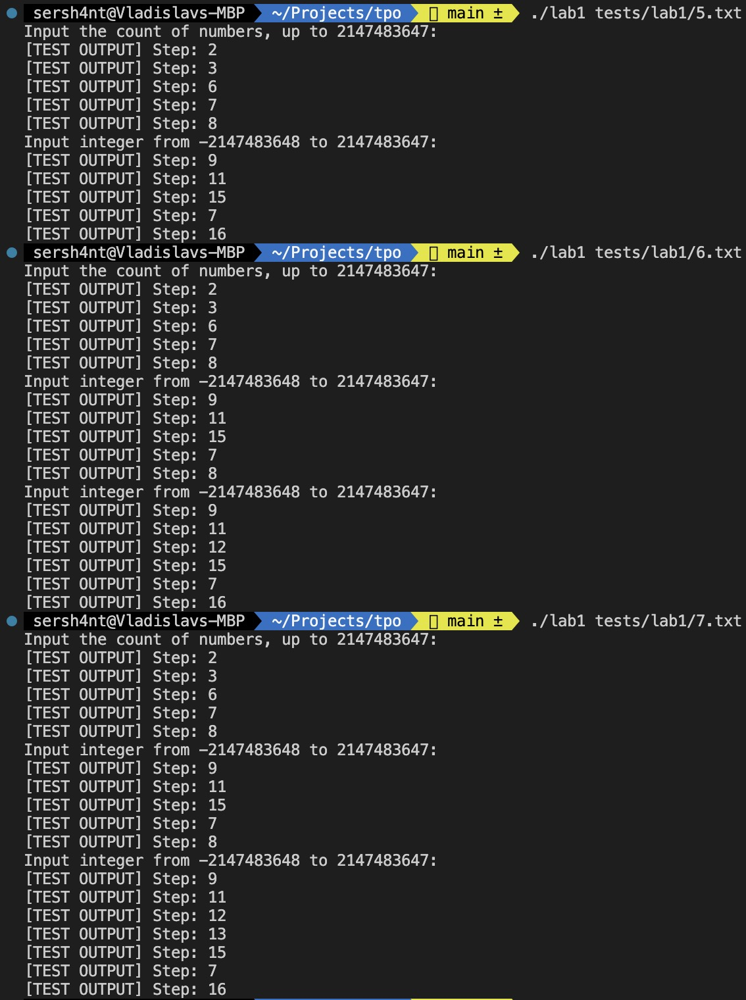 sersh4nt@Vladislavs-MBP ~/Projects/tpo main ± ./lab1 tests/lab1/5.txt
Input the count of numbers, up to 2147483647:
[TEST OUTPUT] Step: 2
[TEST OUTPUT] Step: 3
[TEST OUTPUT] Step: 6
[TEST OUTPUT] Step: 7
[TEST OUTPUT] Step: 8
Input integer from -2147483648 to 2147483647:
[TEST OUTPUT] Step: 9
[TEST OUTPUT] Step: 11
[TEST OUTPUT] Step: 15
[TEST OUTPUT] Step: 7
[TEST OUTPUT] Step: 16
sersh4nt@Vladislavs-MBP ~/Projects/tpo main ± ./lab1 tests/lab1/6.txt
Input the count of numbers, up to 2147483647:
[TEST OUTPUT] Step: 2
[TEST OUTPUT] Step: 3
[TEST OUTPUT] Step: 6
[TEST OUTPUT] Step: 7
[TEST OUTPUT] Step: 8
Input integer from -2147483648 to 2147483647:
[TEST OUTPUT] Step: 9
[TEST OUTPUT] Step: 11
[TEST OUTPUT] Step: 15
[TEST OUTPUT] Step: 7
[TEST OUTPUT] Step: 8
Input integer from -2147483648 to 2147483647:
[TEST OUTPUT] Step: 9
[TEST OUTPUT] Step: 11
[TEST OUTPUT] Step: 12
[TEST OUTPUT] Step: 15
[TEST OUTPUT] Step: 7
[TEST OUTPUT] Step: 16
sersh4nt@Vladislavs-MBP ~/Projects/tpo main ± ./lab1 tests/lab1/7.txt
Input the count of numbers, up to 2147483647:
[TEST OUTPUT] Step: 2
[TEST OUTPUT] Step: 3
[TEST OUTPUT] Step: 6
[TEST OUTPUT] Step: 7
[TEST OUTPUT] Step: 8
Input integer from -2147483648 to 2147483647:
[TEST OUTPUT] Step: 9
[TEST OUTPUT] Step: 11
[TEST OUTPUT] Step: 15
[TEST OUTPUT] Step: 7
[TEST OUTPUT] Step: 8
Input integer from -2147483648 to 2147483647:
[TEST OUTPUT] Step: 9
[TEST OUTPUT] Step: 11
[TEST OUTPUT] Step: 12
[TEST OUTPUT] Step: 13
[TEST OUTPUT] Step: 15
[TEST OUTPUT] Step: 7
[TEST OUTPUT] Step: 16